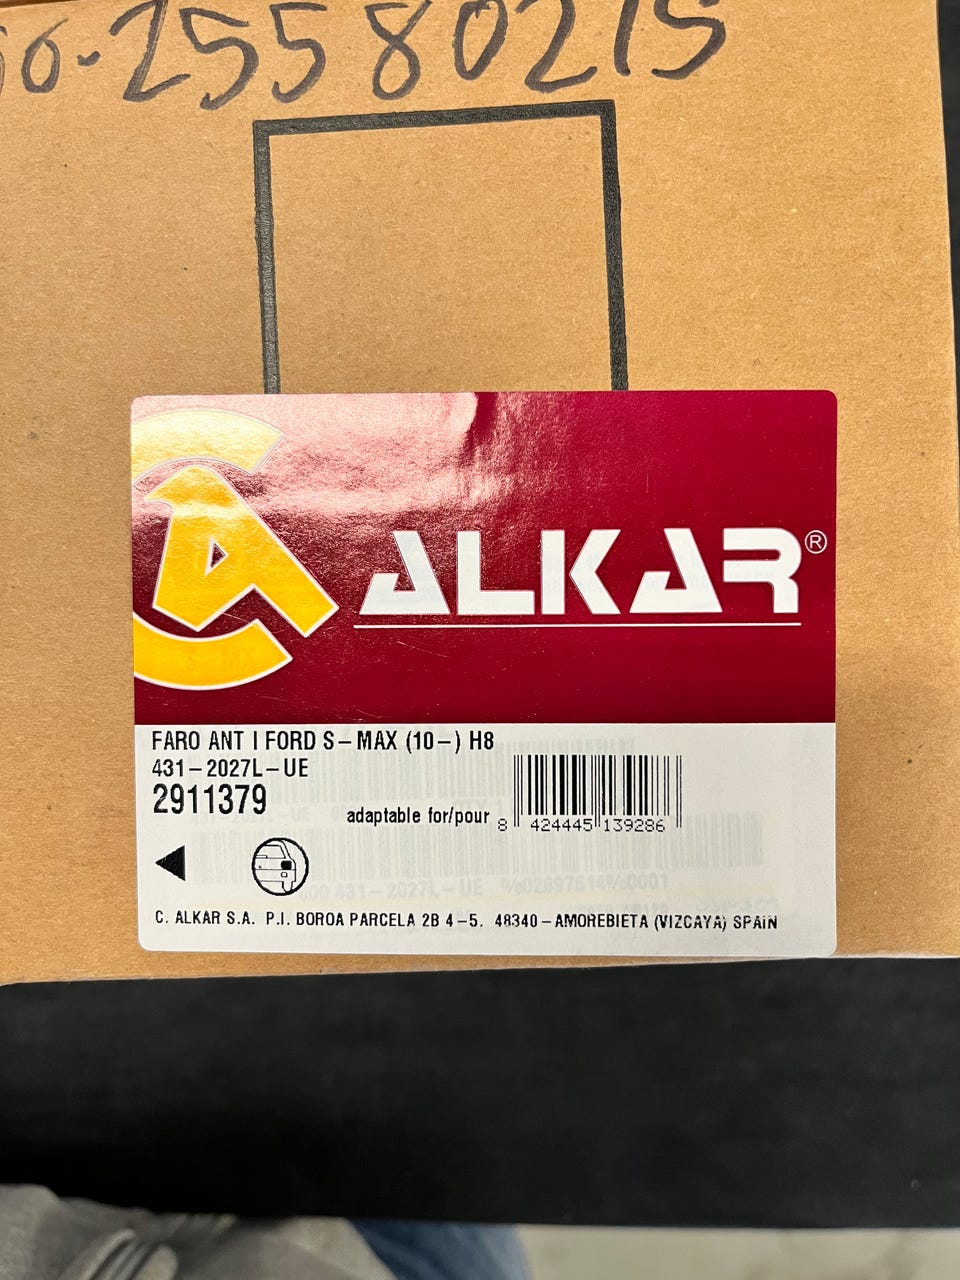 0-25580215
ALKAR®
FARO ANT I FORD S-MAX (10-) H8
431-2027L-UE
2911379
adaptable for/pour
8 424445 139286
C. ALKAR S.A. P.I. BOROA PARCELA 2B 4-5. 48340-AMOREBIETA (VIZCAYA) SPAIN